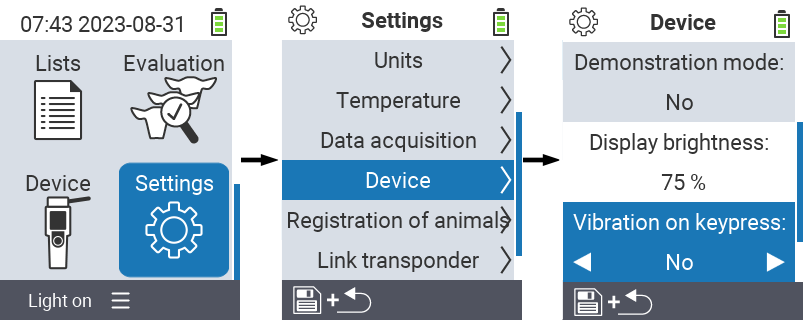 07:43 2023-08-31
Lists
Evaluation
Device
Settings
Light on
Settings
Units
Temperature
Data acquisition
Device
Registration of animals
Link transponder
+
Device
Demonstration mode:
No
Display brightness:
75 %
Vibration on keypress:
No
+